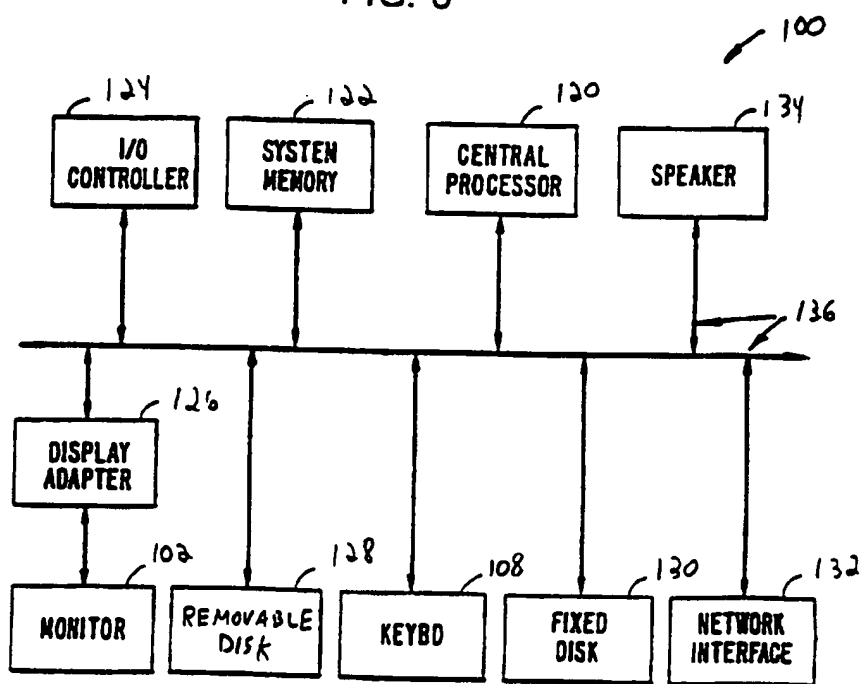 100
124
122
120
134
I/O
CONTROLLER
SYSTEM
MEMORY
CENTRAL
PROCESSOR
SPEAKER
136
126
DISPLAY
ADAPTER
102
128
108
130
132
MONITOR
REMOVABLE
DISK
KEYBD
FIXED
DISK
NETWORK
INTERFACE